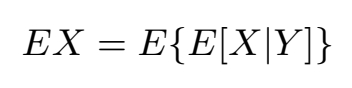 EX = E{E[X|Y]}